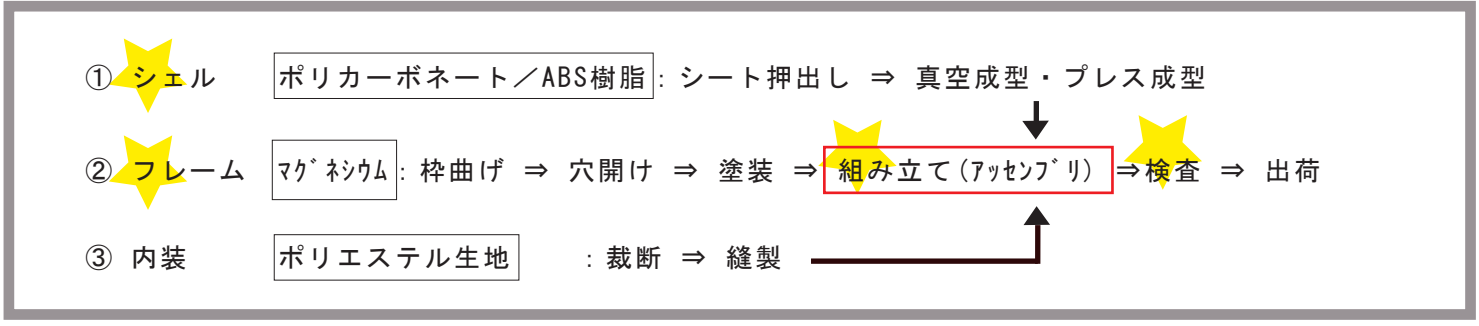 ① シェル ポリカーボネート／ABS樹脂: シート押出し ⇒ 真空成型・プレス成型
② フレーム ﾏｸﾞﾈｼｳﾑ: 枠曲げ ⇒ 穴開け ⇒ 塗装 ⇒ 組み立て(ｱｯｾﾝﾌﾞﾘ) ⇒検査 ⇒ 出荷
③ 内装 ポリエステル生地 : 裁断 ⇒ 縫製